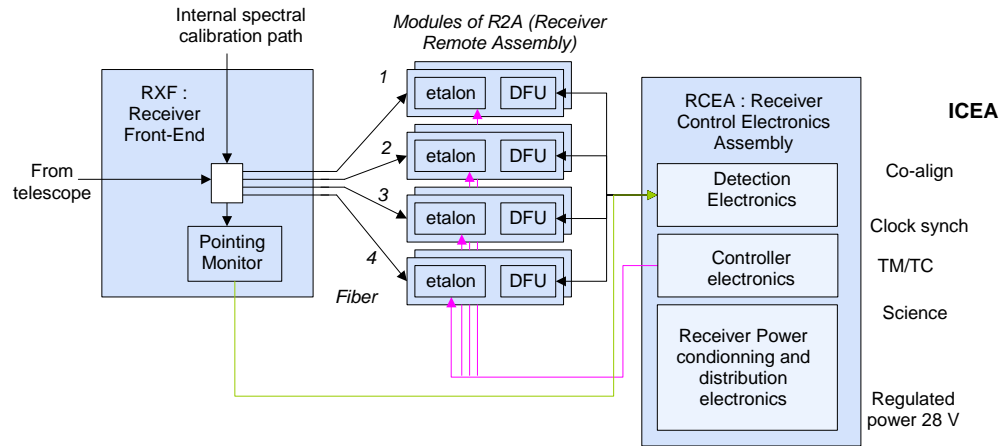 Internal spectral
calibration path
Modules of R2A (Receiver
Remote Assembly)
RXF :
Receiver
Front-End
From
telescope
Pointing
Monitor
1
2
3
4
Fiber
etalon DFU
etalon DFU
etalon DFU
etalon DFU
RCEA : Receiver
Control Electronics
Assembly
Detection
Electronics
Controller
electronics
Receiver Power
condionning and
distribution
electronics
ICEA
Co-align
Clock synch
TM/TC
Science
Regulated
power 28 V